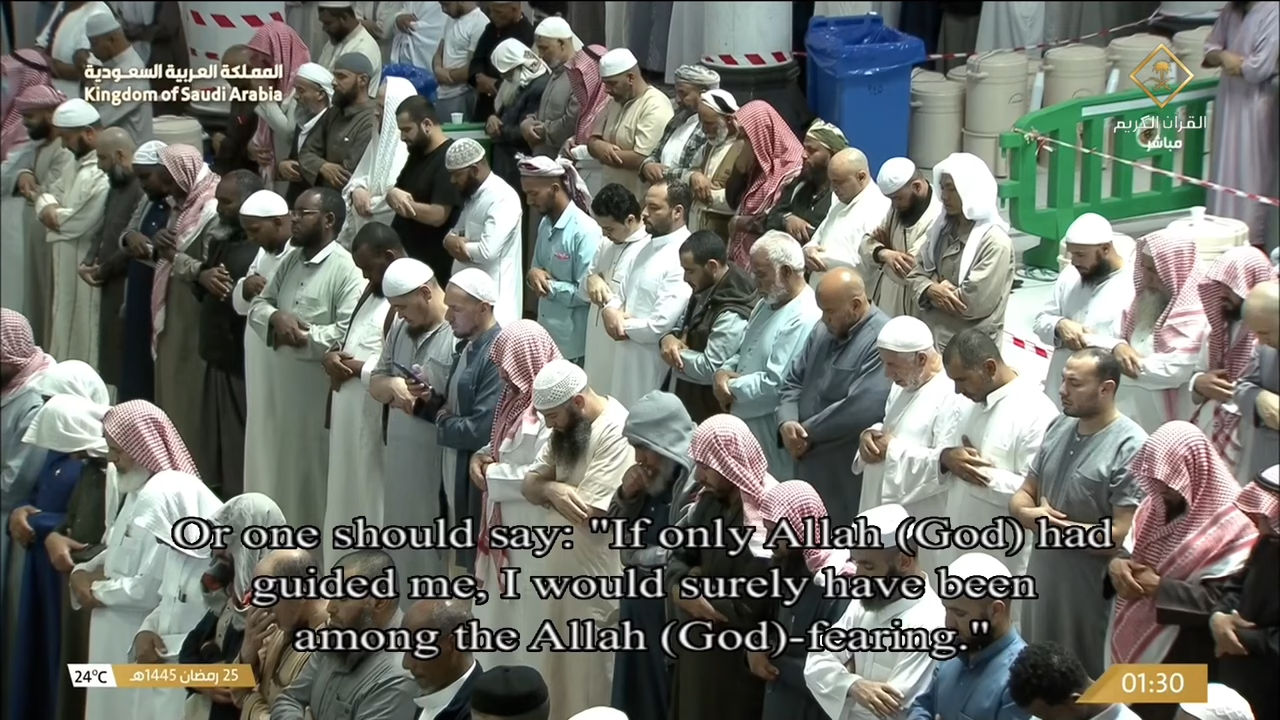 المملكة العربية السعودية
Kingdom of Saudi Arabia
القرآن الكريم
مباشر
Or one should say: "If only Allah (God) had
guided me, I would surely have been
among the Allah (God)-fearing."
24°C
25 رمضان 1445هـ
01:30